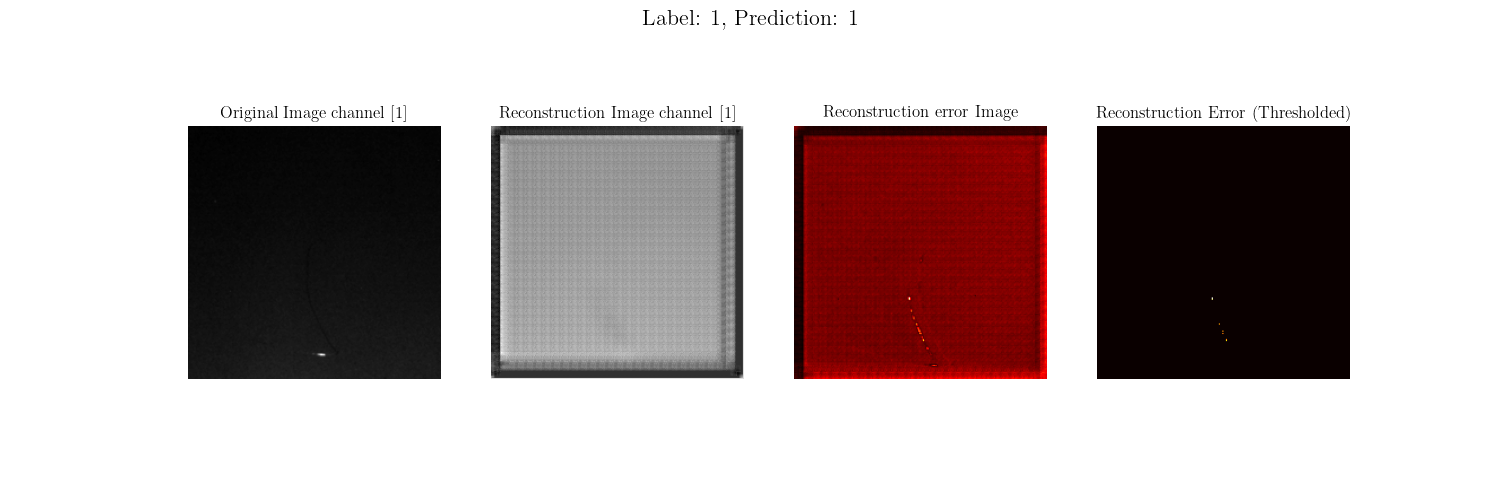 Label: 1, Prediction: 1
Original Image channel [1]
Reconstruction Image channel [1]
Reconstruction error Image
Reconstruction Error (Thresholded)